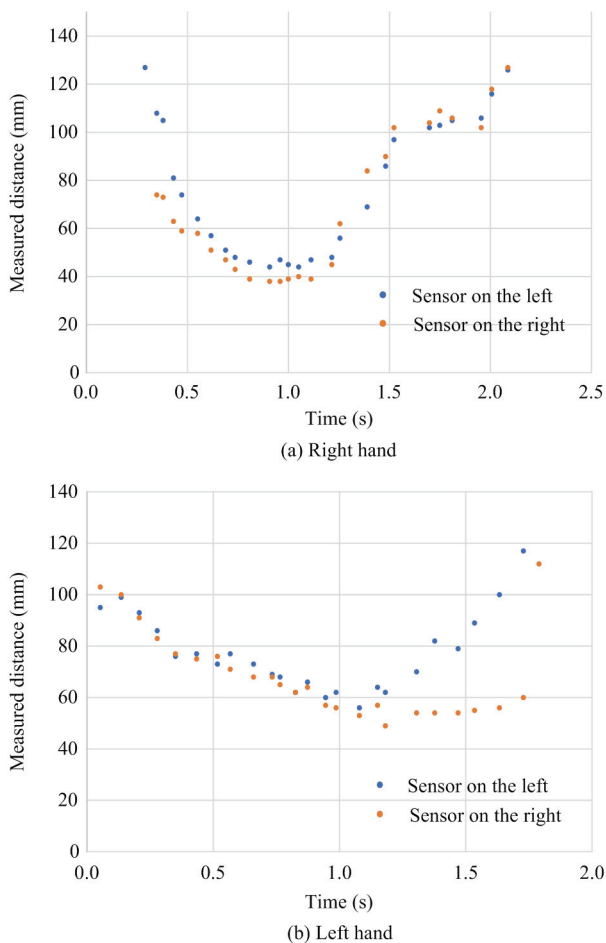 140
120
100
80
60
40
20
0
Measured distance (mm)
Sensor on the left
Sensor on the right
0.0 0.5 1.0 1.5 2.0 2.5
Time (s)
(a) Right hand
140
120
100
80
60
40
20
0
Measured distance (mm)
Sensor on the left
Sensor on the right
0.0 0.5 1.0 1.5 2.0
Time (s)
(b) Left hand